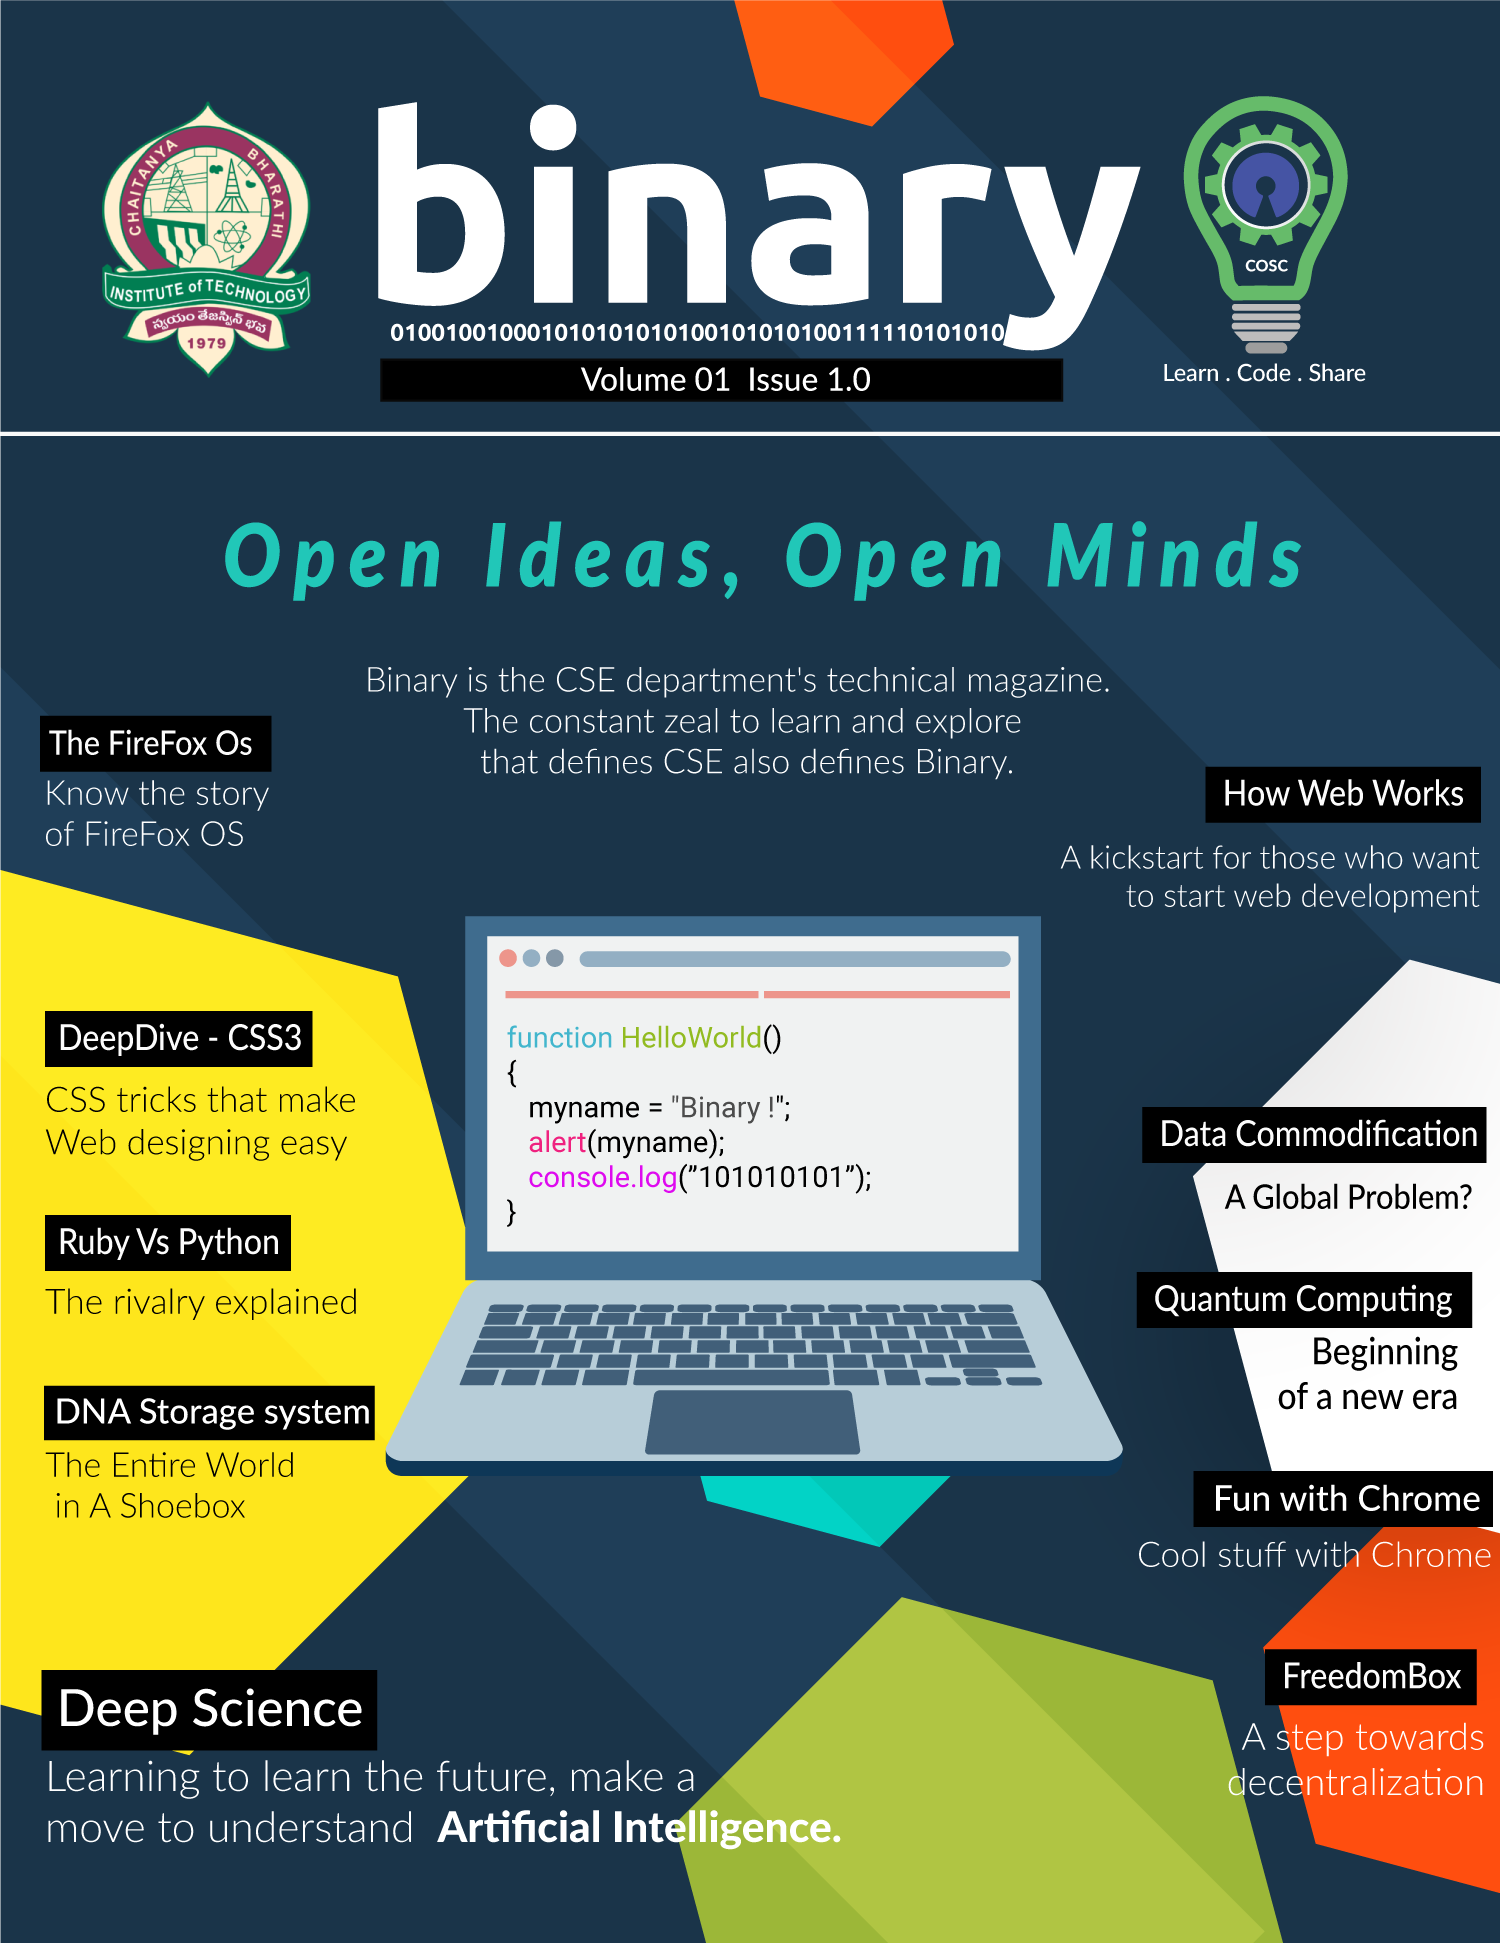 CHAITANYA BHARATHI
INSTITUTE of TECHNOLOGY
స్వయం తేజస్విన్ భవ
1979
binary
01001001000101010101010010101010011111010101010
Volume 01 Issue 1.0
COSC
Learn . Code . Share
Open Ideas, Open Minds
Binary is the CSE department's technical magazine.
The constant zeal to learn and explore
that defines CSE also defines Binary.
The FireFox Os
Know the story
of FireFox OS
How Web Works
A kickstart for those who want
to start web development
function HelloWorld()
{
myname = "Binary !";
alert(myname);
console.log(”101010101”);
}
DeepDive - CSS3
CSS tricks that make
Web designing easy
Ruby Vs Python
The rivalry explained
DNA Storage system
The Entire World
in A Shoebox
Data Commodification
A Global Problem?
Quantum Computing
Beginning
of a new era
Fun with Chrome
Cool stuff with Chrome
FreedomBox
A step towards
decentralization
Deep Science
Learning to learn the future, make a
move to understand Artificial Intelligence.